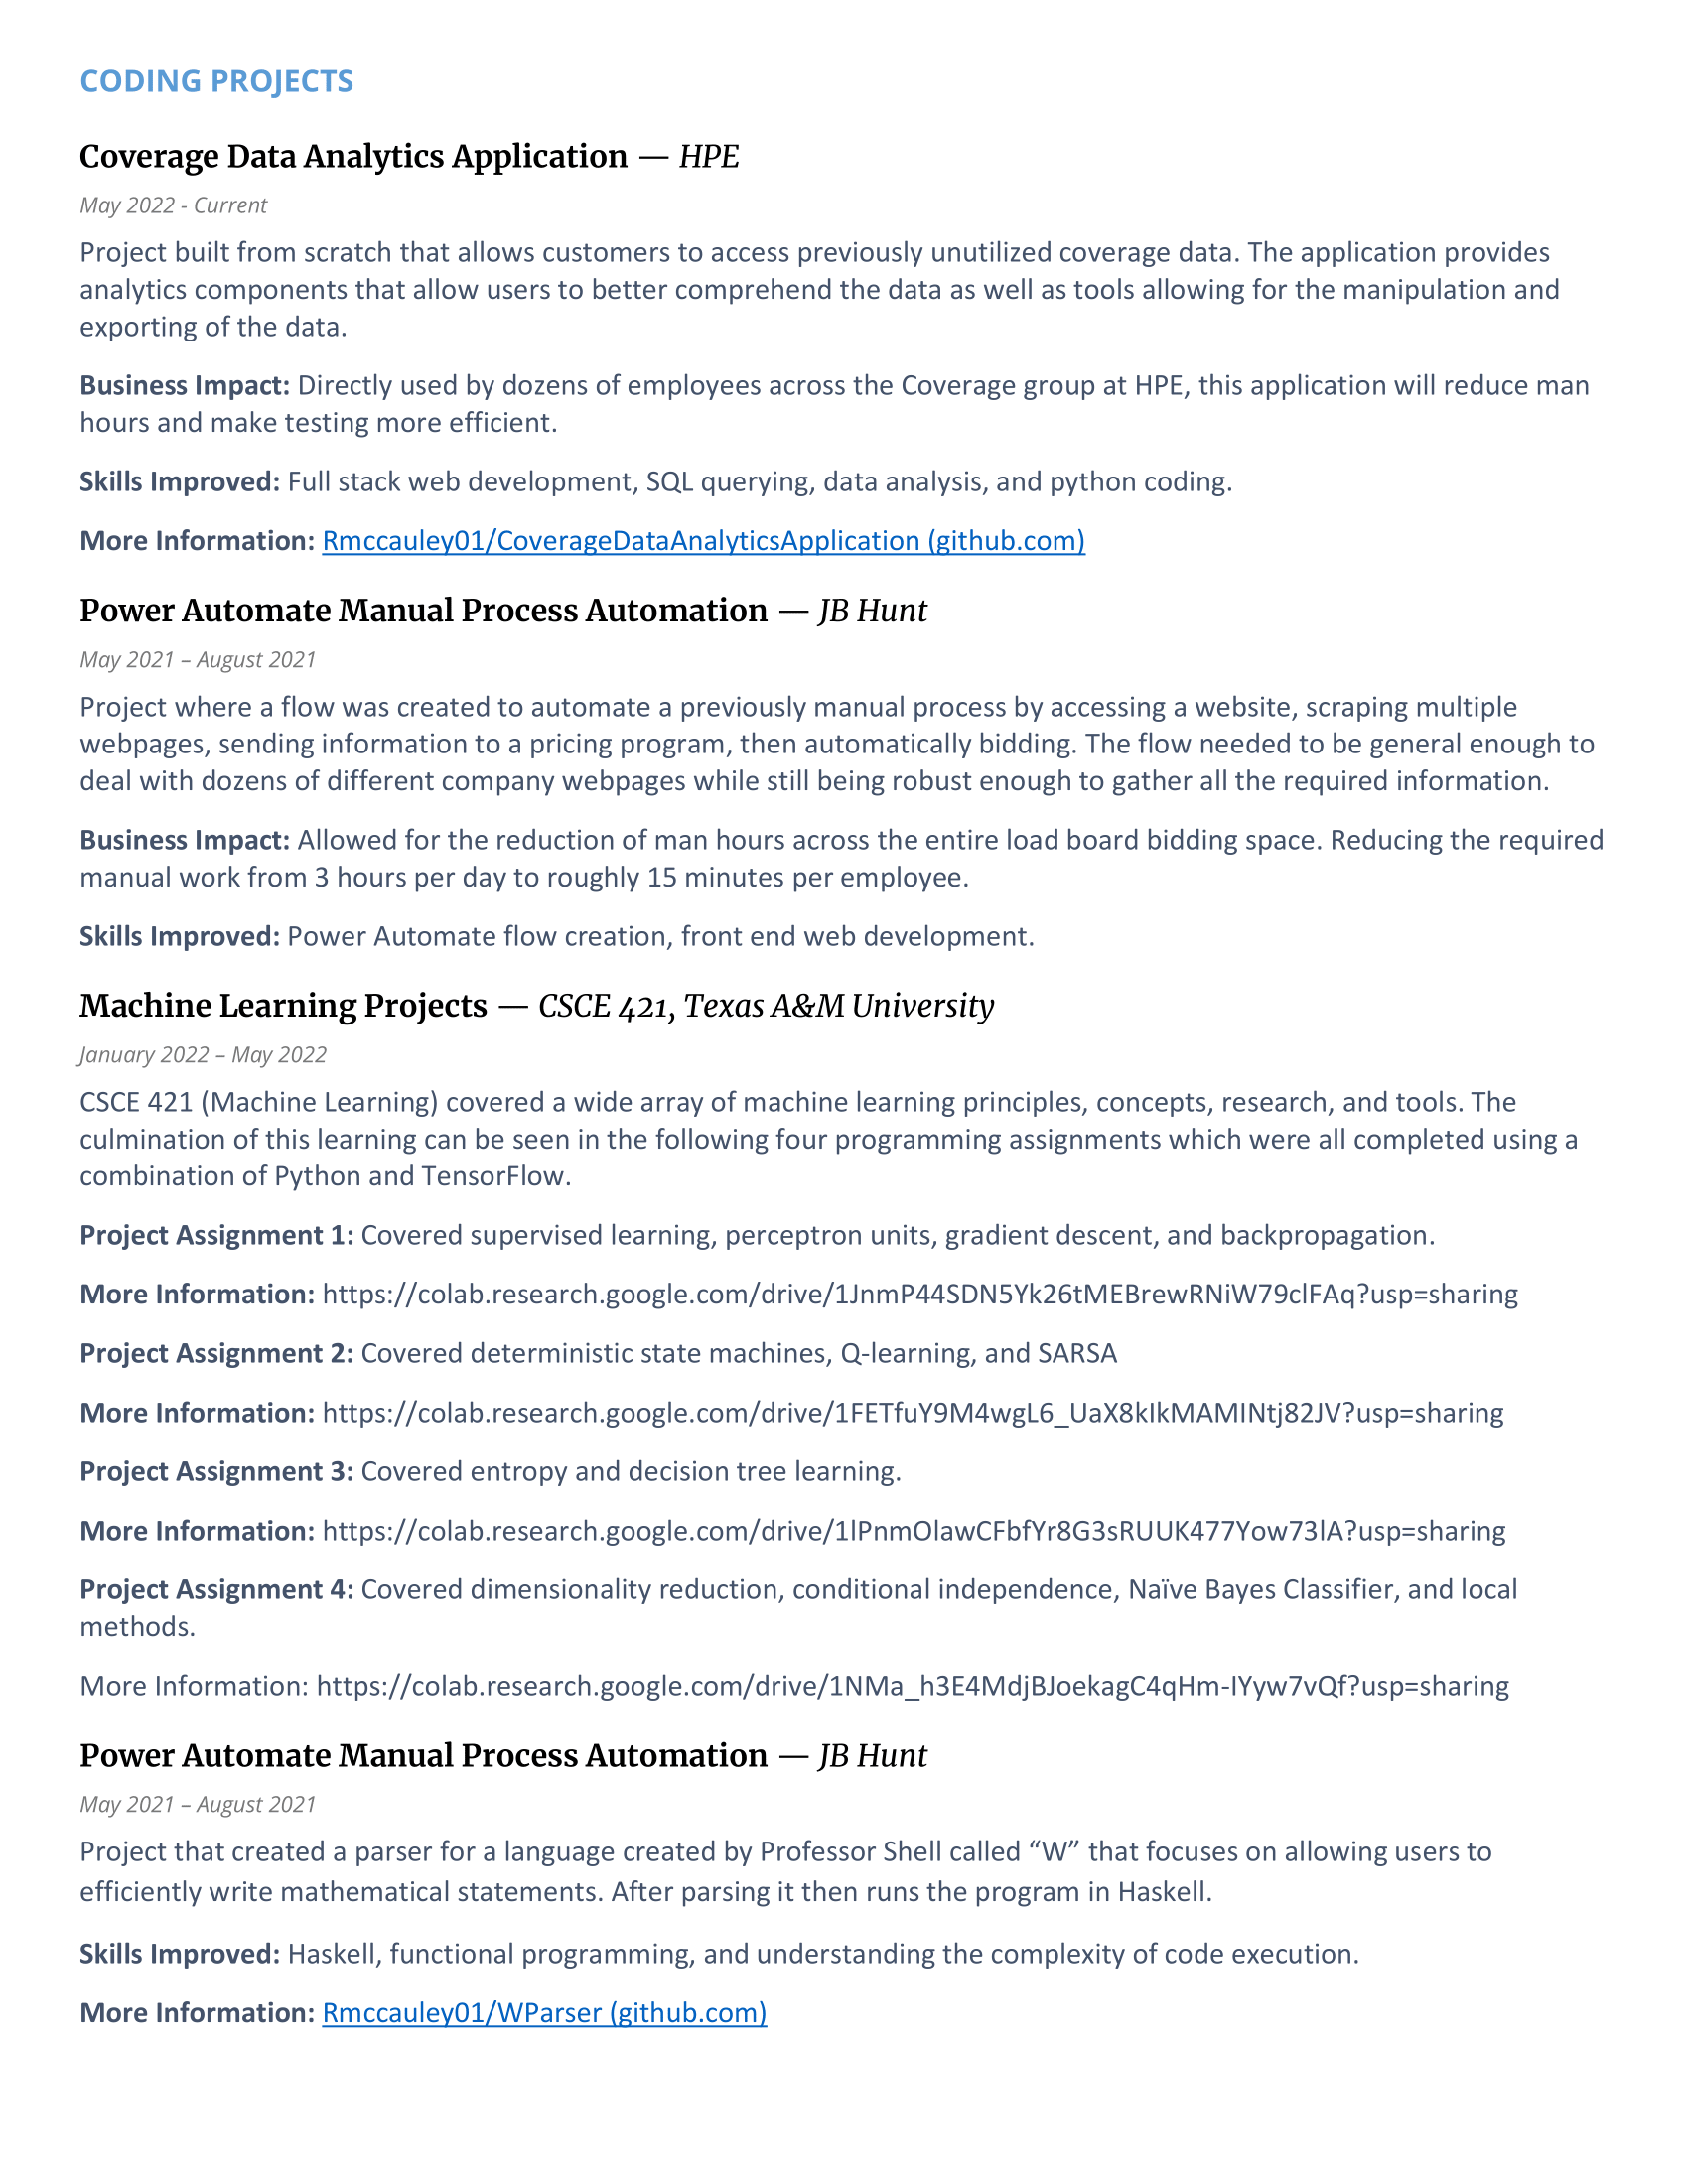 CODING PROJECTS
Coverage Data Analytics Application — HPE
May 2022 - Current
Project built from scratch that allows customers to access previously unutilized coverage data. The application provides
analytics components that allow users to better comprehend the data as well as tools allowing for the manipulation and
exporting of the data.
Business Impact: Directly used by dozens of employees across the Coverage group at HPE, this application will reduce man
hours and make testing more efficient.
Skills Improved: Full stack web development, SQL querying, data analysis, and python coding.
More Information: Rmccauley01/CoverageDataAnalyticsApplication (github.com)
Power Automate Manual Process Automation — JB Hunt
May 2021 – August 2021
Project where a flow was created to automate a previously manual process by accessing a website, scraping multiple
webpages, sending information to a pricing program, then automatically bidding. The flow needed to be general enough to
deal with dozens of different company webpages while still being robust enough to gather all the required information.
Business Impact: Allowed for the reduction of man hours across the entire load board bidding space. Reducing the required
manual work from 3 hours per day to roughly 15 minutes per employee.
Skills Improved: Power Automate flow creation, front end web development.
Machine Learning Projects — CSCE 421, Texas A&M University
January 2022 – May 2022
CSCE 421 (Machine Learning) covered a wide array of machine learning principles, concepts, research, and tools. The
culmination of this learning can be seen in the following four programming assignments which were all completed using a
combination of Python and TensorFlow.
Project Assignment 1: Covered supervised learning, perceptron units, gradient descent, and backpropagation.
More Information: https://colab.research.google.com/drive/1JnmP44SDN5Yk26tMEBrewRNiW79clFAq?usp=sharing
Project Assignment 2: Covered deterministic state machines, Q-learning, and SARSA
More Information: https://colab.research.google.com/drive/1FETfuY9M4wgL6_UaX8kIkMAMINtj82JV?usp=sharing
Project Assignment 3: Covered entropy and decision tree learning.
More Information: https://colab.research.google.com/drive/1lPnmOlawCFbfYr8G3sRUUK477Yow73lA?usp=sharing
Project Assignment 4: Covered dimensionality reduction, conditional independence, Naïve Bayes Classifier, and local
methods.
More Information: https://colab.research.google.com/drive/1NMa_h3E4MdjBJoekagC4qHm-IYyw7vQf?usp=sharing
Power Automate Manual Process Automation — JB Hunt
May 2021 – August 2021
Project that created a parser for a language created by Professor Shell called “W” that focuses on allowing users to
efficiently write mathematical statements. After parsing it then runs the program in Haskell.
Skills Improved: Haskell, functional programming, and understanding the complexity of code execution.
More Information: Rmccauley01/WParser (github.com)